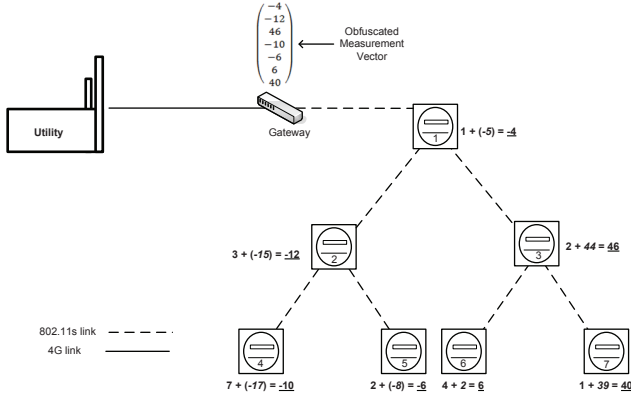 −4
−12
46
−10
−6
6
40
Obfuscated
Measurement
Vector
Utility
Gateway
1
1 + (-5) = -4
3 + (-15) = -12
2
3
2 + 44 = 46
802.11s link
4G link
4
5
6
7
7 + (-17) = -10
2 + (-8) = -6
4 + 2 = 6
1 + 39 = 40